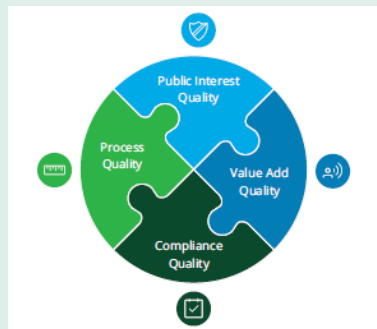 Public Interest
Quality
Process
Quality
Value Add
Quality
Compliance
Quality